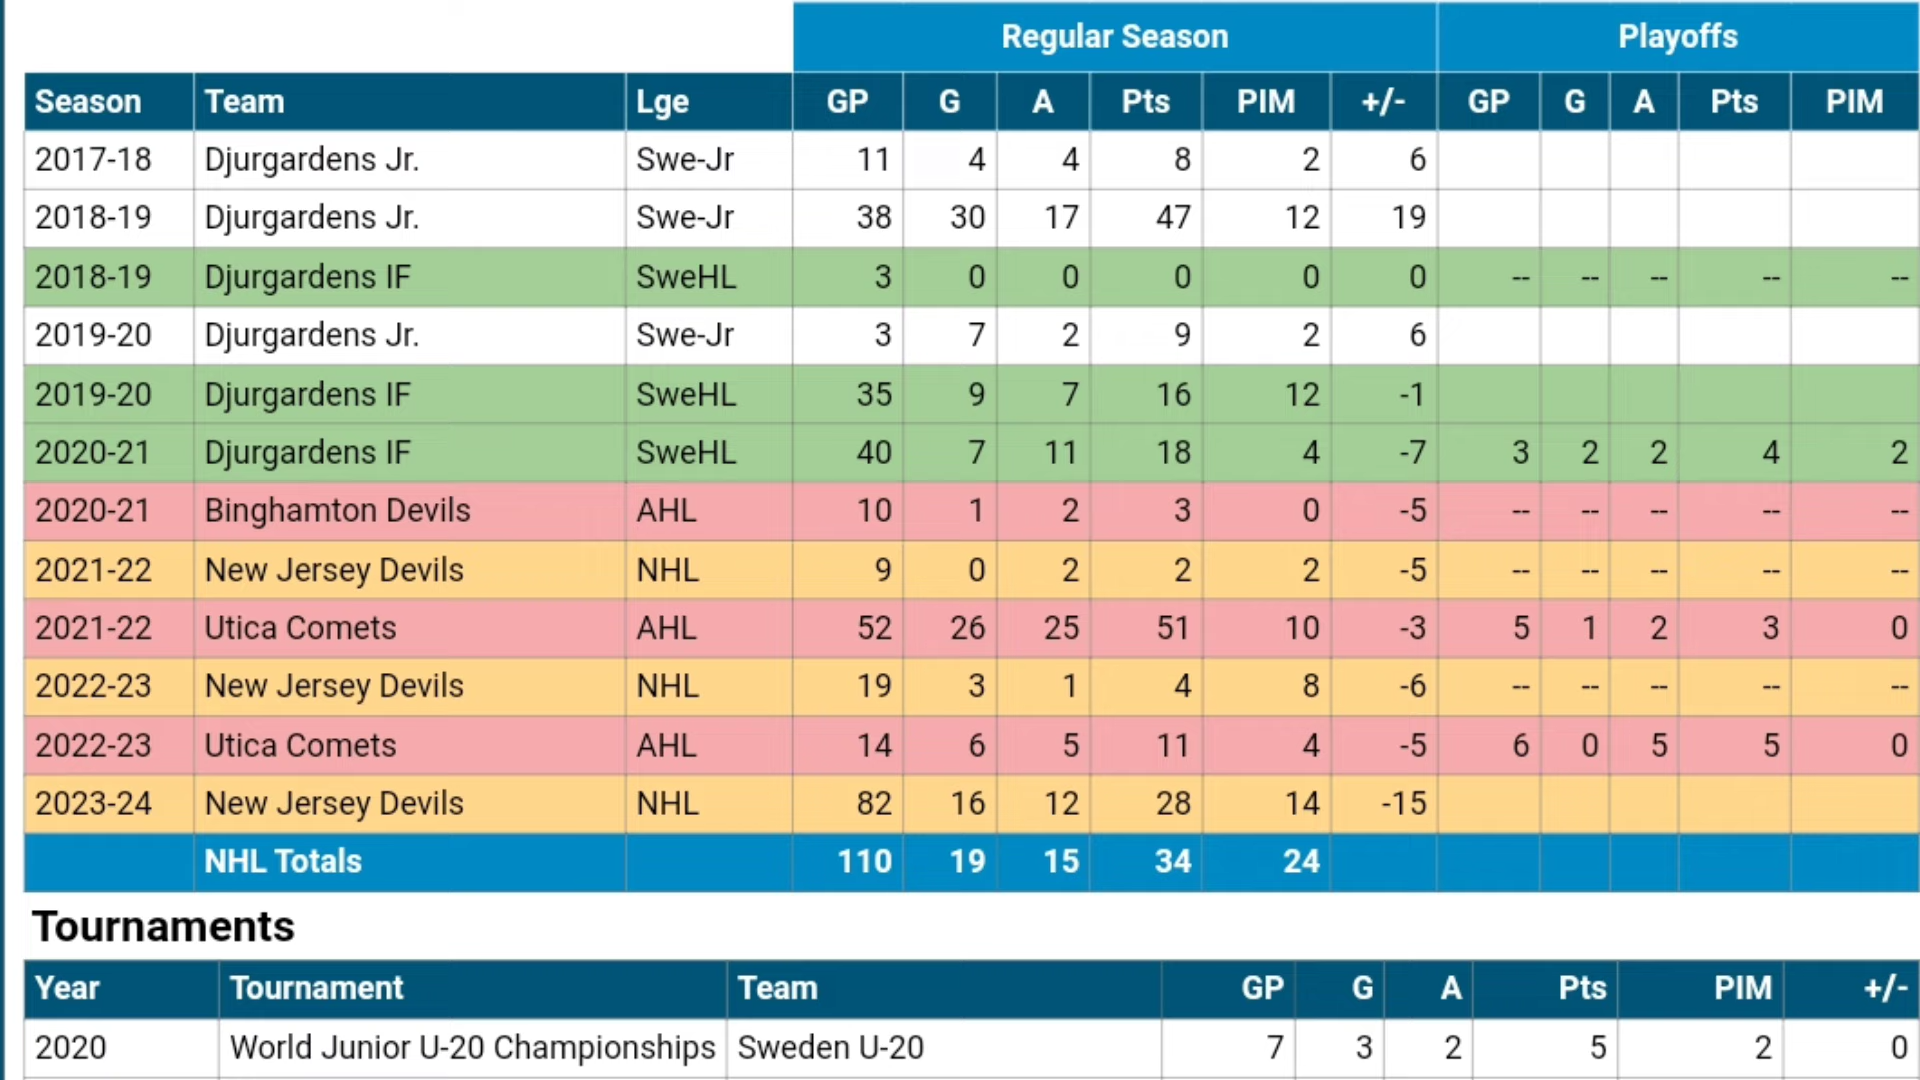 Regular Season Playoffs
Season Team Lge GP G A Pts PIM +/- GP G A Pts PIM
2017-18 Djurgardens Jr. Swe-Jr 11 4 4 8 2 6
2018-19 Djurgardens Jr. Swe-Jr 38 30 17 47 12 19
2018-19 Djurgardens IF SweHL 3 0 0 0 0 0 -- -- -- -- --
2019-20 Djurgardens Jr. Swe-Jr 3 7 2 9 2 6
2019-20 Djurgardens IF SweHL 35 9 7 16 12 -1
2020-21 Djurgardens IF SweHL 40 7 11 18 4 -7 3 2 2 4 2
2020-21 Binghamton Devils AHL 10 1 2 3 0 -5 -- -- -- -- --
2021-22 New Jersey Devils NHL 9 0 2 2 2 -5 -- -- -- -- --
2021-22 Utica Comets AHL 52 26 25 51 10 -3 5 1 2 3 0
2022-23 New Jersey Devils NHL 19 3 1 4 8 -6 -- -- -- -- --
2022-23 Utica Comets AHL 14 6 5 11 4 -5 6 0 5 5 0
2023-24 New Jersey Devils NHL 82 16 12 28 14 -15
NHL Totals 110 19 15 34 24
Tournaments
Year Tournament Team GP G A Pts PIM +/-
2020 World Junior U-20 Championships Sweden U-20 7 3 2 5 2 0